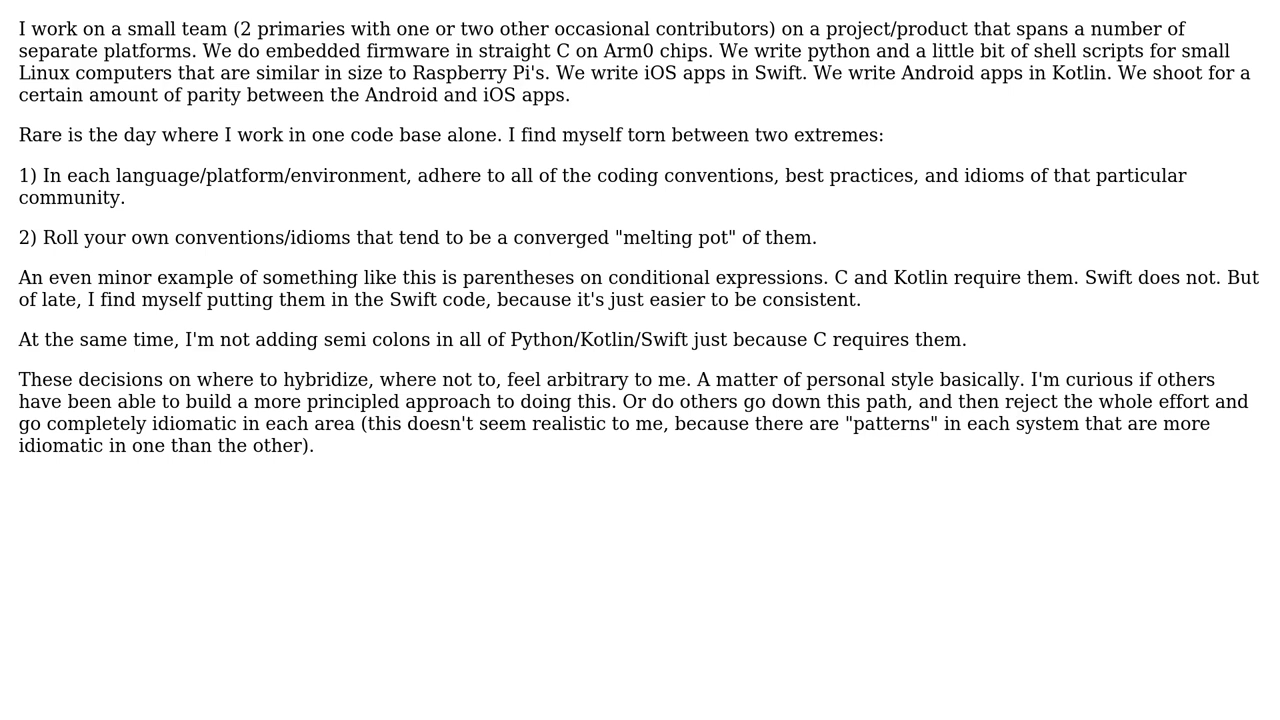 I work on a small team (2 primaries with one or two other occasional contributors) on a project/product that spans a number of
separate platforms. We do embedded firmware in straight C on Arm0 chips. We write python and a little bit of shell scripts for small
Linux computers that are similar in size to Raspberry Pi's. We write iOS apps in Swift. We write Android apps in Kotlin. We shoot for a
certain amount of parity between the Android and iOS apps.
Rare is the day where I work in one code base alone. I find myself torn between two extremes:
1) In each language/platform/environment, adhere to all of the coding conventions, best practices, and idioms of that particular
community.
2) Roll your own conventions/idioms that tend to be a converged "melting pot" of them.
An even minor example of something like this is parentheses on conditional expressions. C and Kotlin require them. Swift does not. But
of late, I find myself putting them in the Swift code, because it's just easier to be consistent.
At the same time, I'm not adding semi colons in all of Python/Kotlin/Swift just because C requires them.
These decisions on where to hybridize, where not to, feel arbitrary to me. A matter of personal style basically. I'm curious if others
have been able to build a more principled approach to doing this. Or do others go down this path, and then reject the whole effort and
go completely idiomatic in each area (this doesn't seem realistic to me, because there are "patterns" in each system that are more
idiomatic in one than the other).